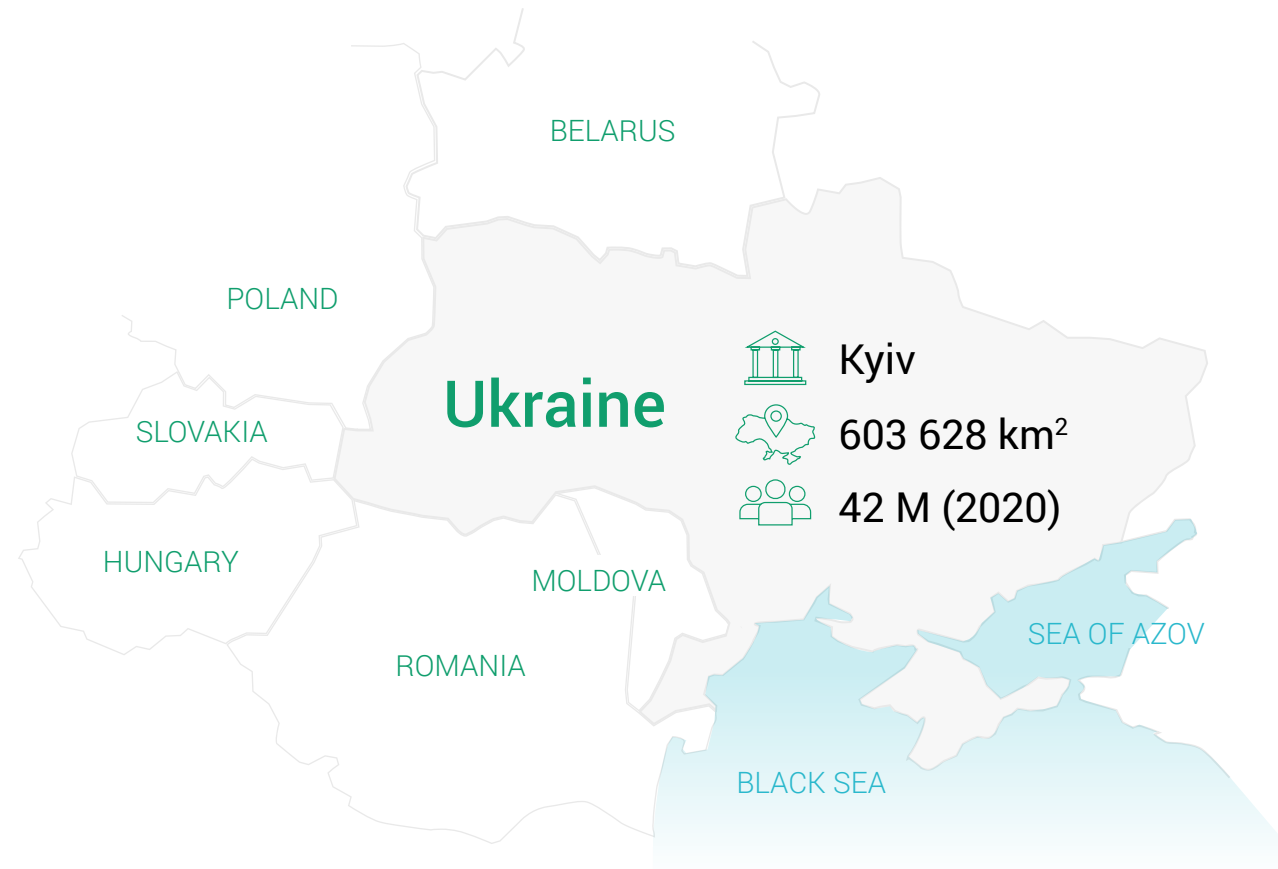 BELARUS
POLAND
Kyiv
Ukraine
SLOVAKIA
603 628 km²
42 M (2020)
HUNGARY
MOLDOVA
SEA OF AZOV
ROMANIA
BLACK SEA